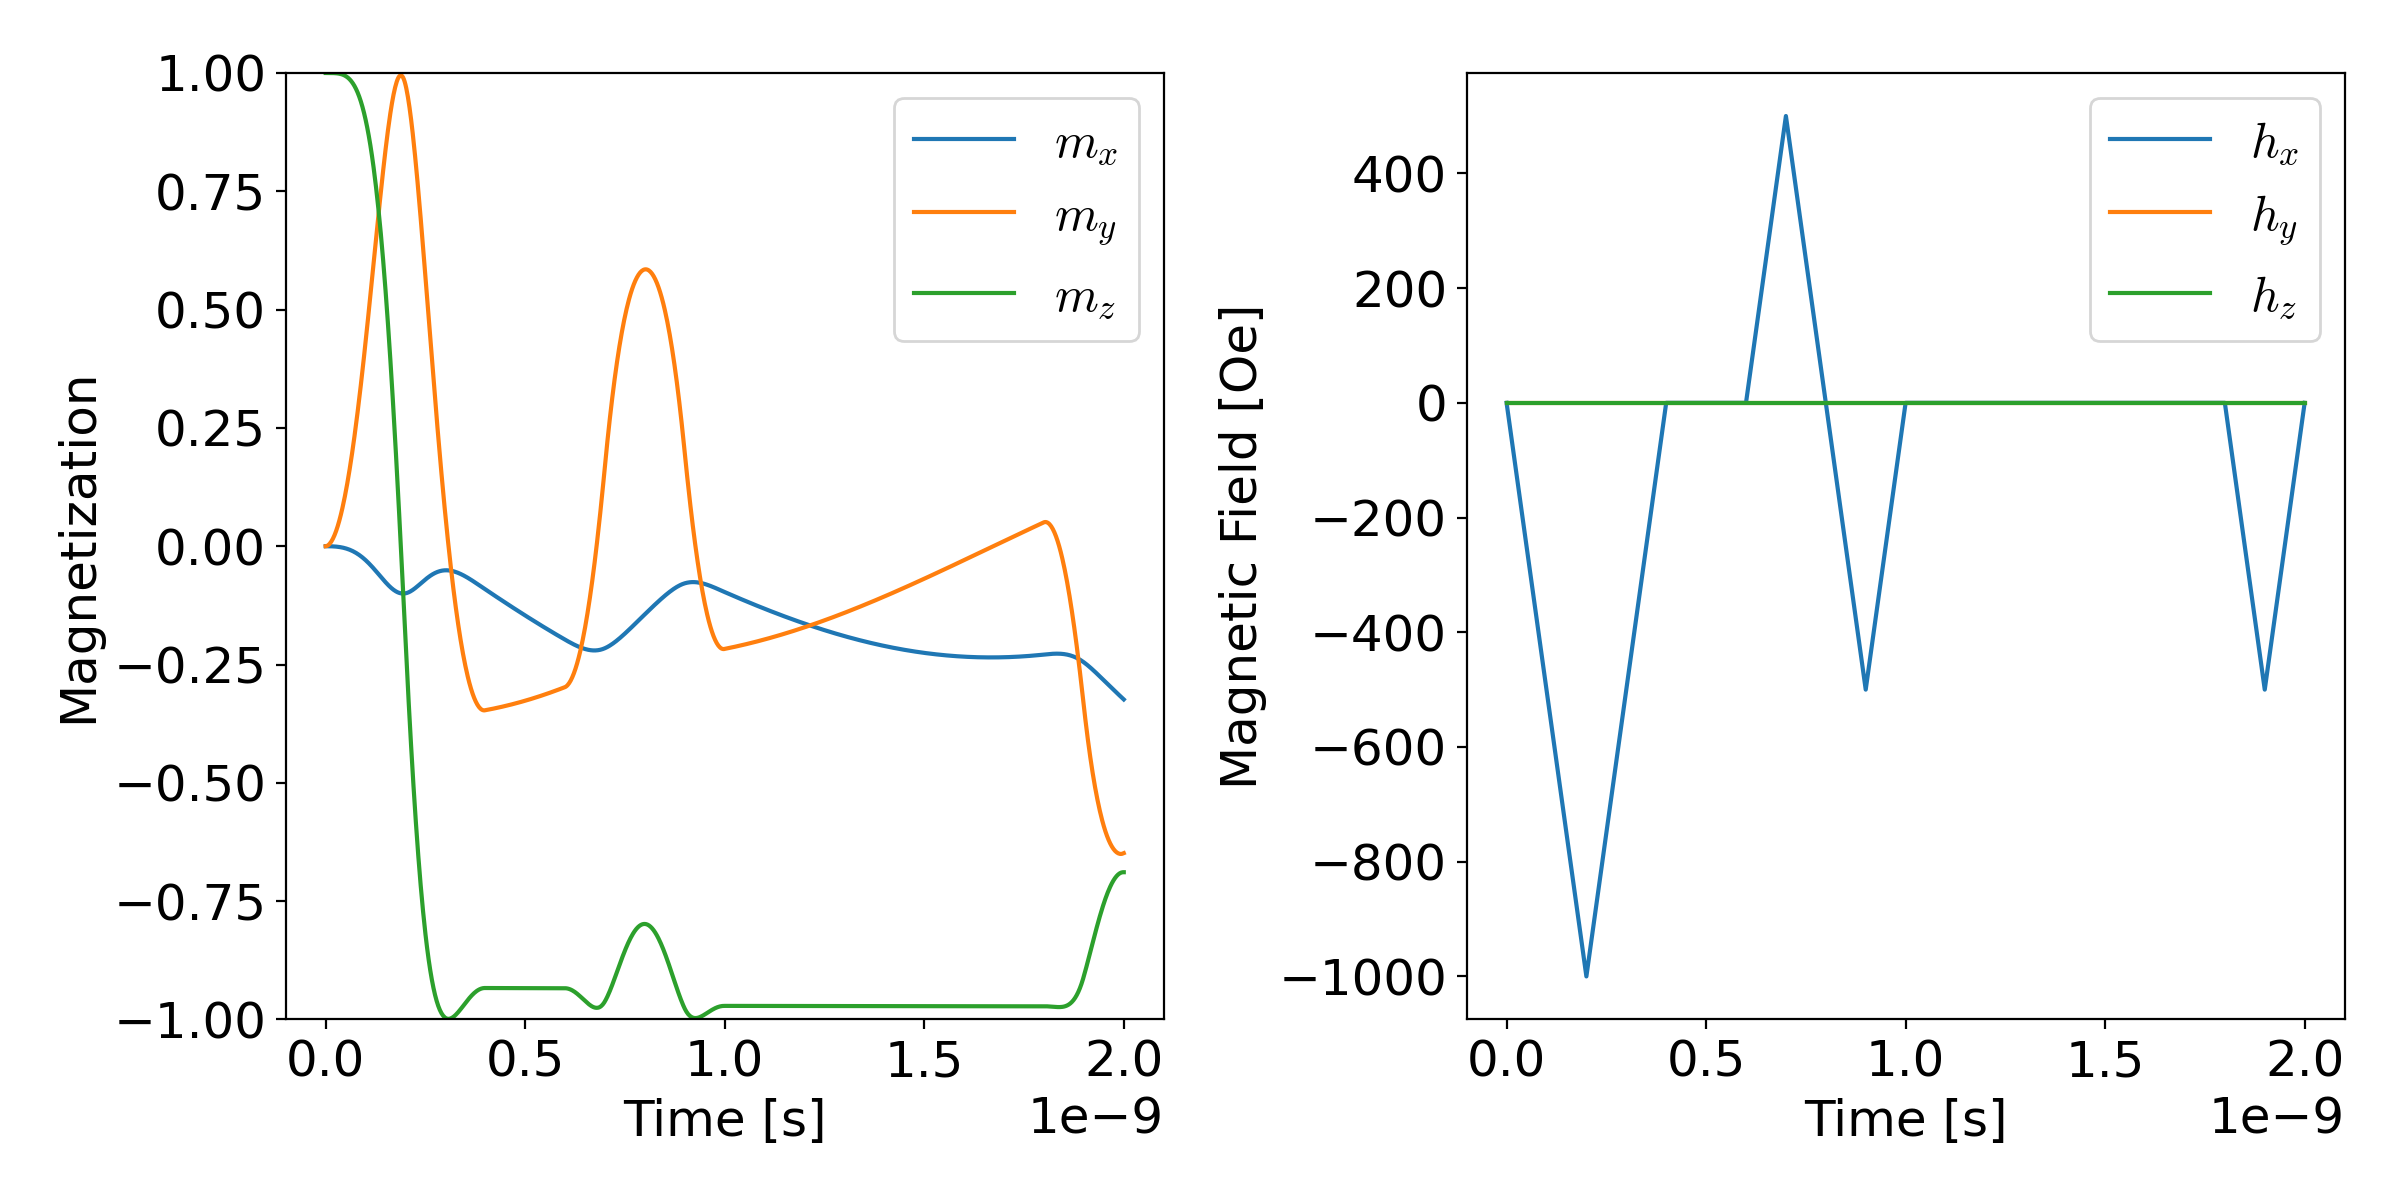 Magnetization
1.00
0.75
0.50
0.25
0.00
−0.25
−0.50
−0.75
−1.00
0.0 0.5 1.0 1.5 2.0
Time [s]
1e−9
m_x
m_y
m_z
Magnetic Field [Oe]
400
200
0
−200
−400
−600
−800
−1000
0.0 0.5 1.0 1.5 2.0
Time [s]
1e−9
h_x
h_y
h_z